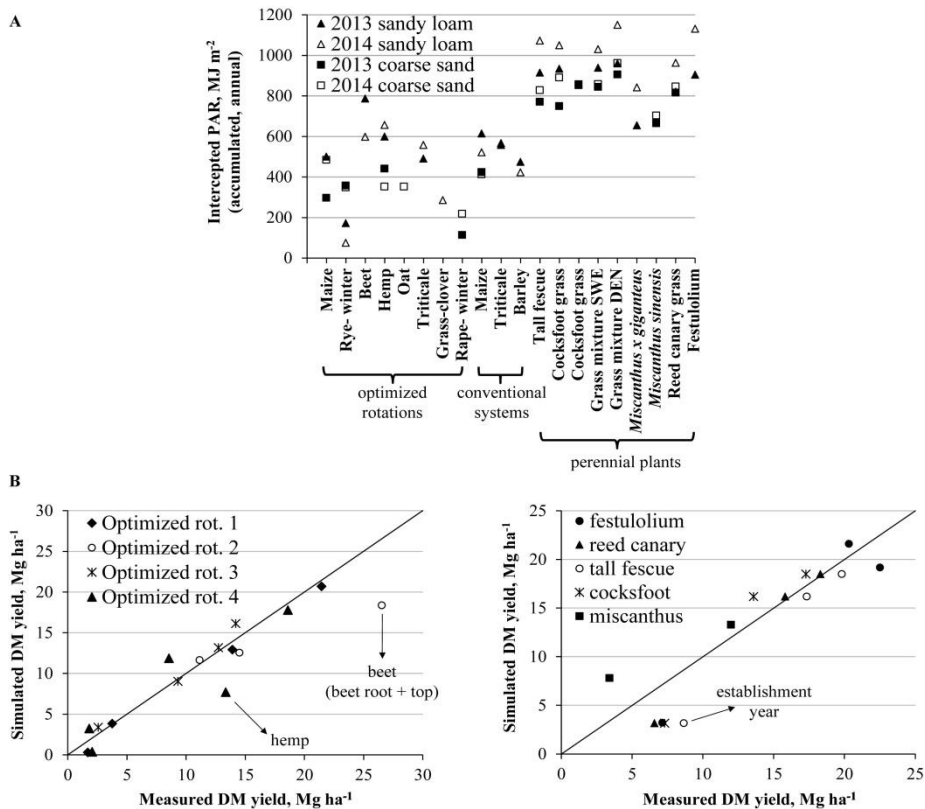 A
Intercepted PAR, MJ m⁻²
(accumulated, annual)
1200
1000
800
600
400
200
0
2013 sandy loam
2014 sandy loam
2013 coarse sand
2014 coarse sand
Maize
Rye- winter
Beet
Hemp
Oat
Triticale
Grass-clover
Rape- winter
Maize
Triticale
Barley
Tall fescue
Cocksfoot grass
Cocksfoot grass
Grass mixture SWE
Grass mixture DEN
Miscanthus x giganteus
Miscanthus sinensis
Reed canary grass
Festulolium
optimized
rotations
conventional
systems
perennial plants
B
Simulated DM yield, Mg ha⁻¹
30
25
20
15
10
5
0
Optimized rot. 1
Optimized rot. 2
Optimized rot. 3
Optimized rot. 4
beet
(beet root + top)
hemp
0 5 10 15 20 25 30
Measured DM yield, Mg ha⁻¹
Simulated DM yield, Mg ha⁻¹
25
20
15
10
5
0
festulolium
reed canary
tall fescue
cocksfoot
miscanthus
establishment
year
0 5 10 15 20 25
Measured DM yield, Mg ha⁻¹